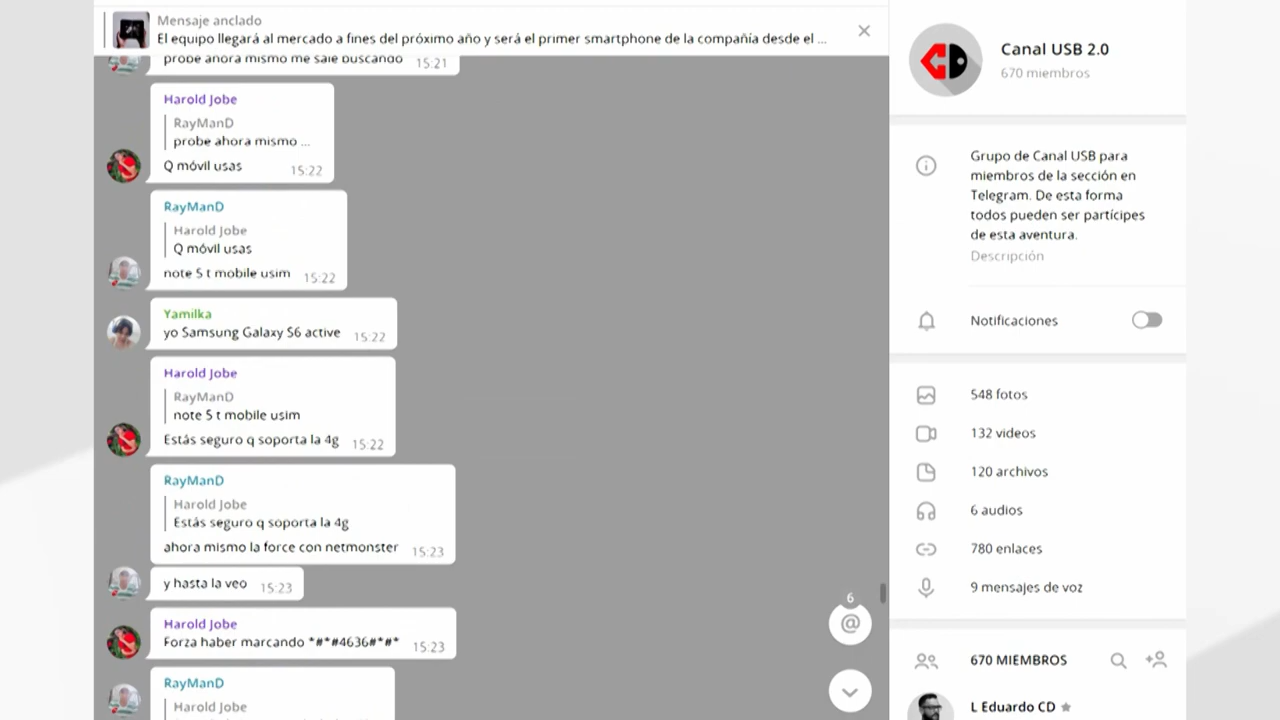 Mensaje anclado
El equipo llegará al mercado a fines del próximo año y será el primer smartphone de la compañía desde el ...
probe ahora mismo me sale buscando 15:21
Harold Jobe
RayManD
probe ahora mismo ...
Q móvil usas 15:22
RayManD
Harold Jobe
Q móvil usas
note 5 t mobile usim 15:22
Yamilka
yo Samsung Galaxy S6 active 15:22
Harold Jobe
RayManD
note 5 t mobile usim
Estás seguro q soporta la 4g 15:22
RayManD
Harold Jobe
Estás seguro q soporta la 4g
ahora mismo la force con netmonster 15:23
y hasta la veo 15:23
Harold Jobe
Forza haber marcando *#*#4636#*#* 15:23
RayManD
Harold Jobe
6
@
Canal USB 2.0
670 miembros
Grupo de Canal USB para
miembros de la sección en
Telegram. De esta forma
todos pueden ser partícipes
de esta aventura.
Descripción
Notificaciones
548 fotos
132 videos
120 archivos
6 audios
780 enlaces
9 mensajes de voz
670 MIEMBROS
L Eduardo CD